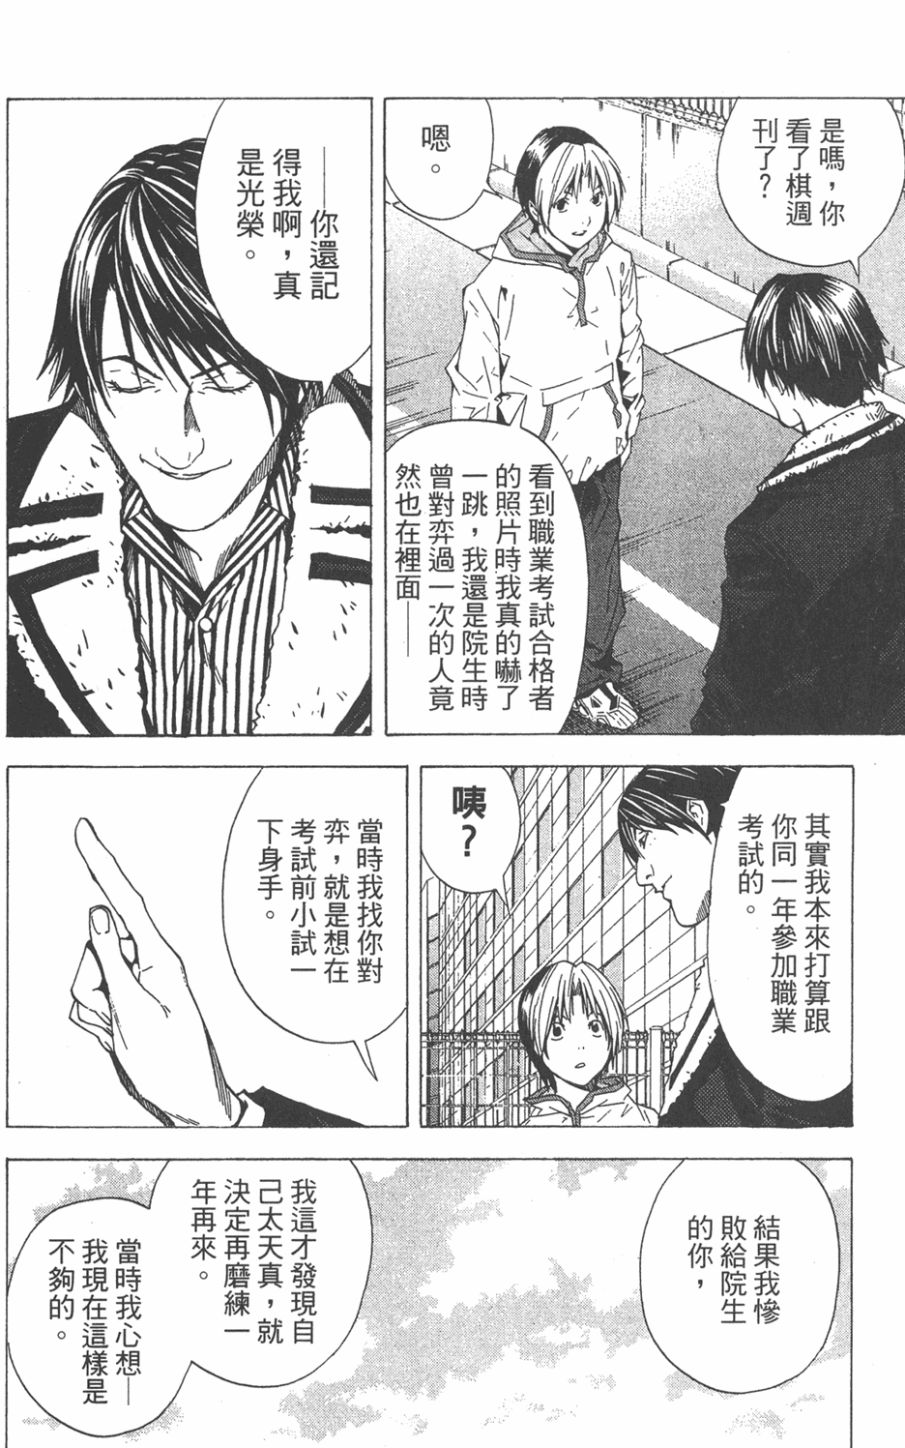 是嗎，你
看了棋週
刊了？
嗯。
看到職業考試合格者
的照片時我真的嚇了
一跳，我還是院生時
曾對弈過一次的人竟
然也在裡面——
——你還記
得我啊，真
是光榮。
其實我本來打算跟
你同一年參加職業
考試的。
咦？
當時我找你對
弈，就是想在
考試前小試一
下身手。
結果我慘
敗給院生
的你，
我這才發現自
己太天真，就
決定再磨練一
年再來。
當時我心想—
我現在這樣是
不夠的。